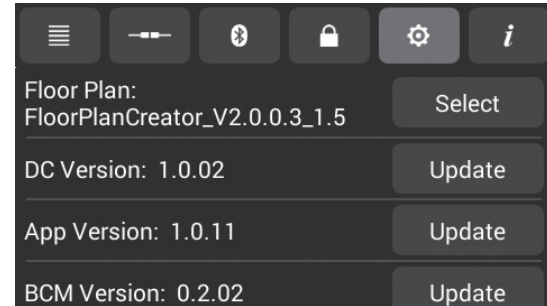 i
Floor Plan:
FloorPlanCreator_V2.0.0.3_1.5
Select
DC Version: 1.0.02
Update
App Version: 1.0.11
Update
BCM Version: 0.2.02
Update